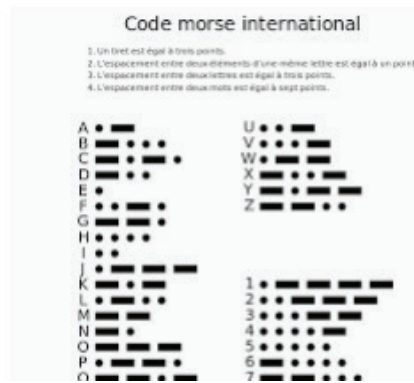 Code morse international
1. Un tiret est égal à trois points.
2. L'espacement entre deux éléments d'une même lettre est égal à un point
3. L'espacement entre deux lettres est égal à trois points.
4. L'espacement entre deux mots est égal à sept points.
A
B
C
D
E
F
G
H
I
J
K
L
M
N
O
P
Q
U
V
W
X
Y
Z
1
2
3
4
5
6
7